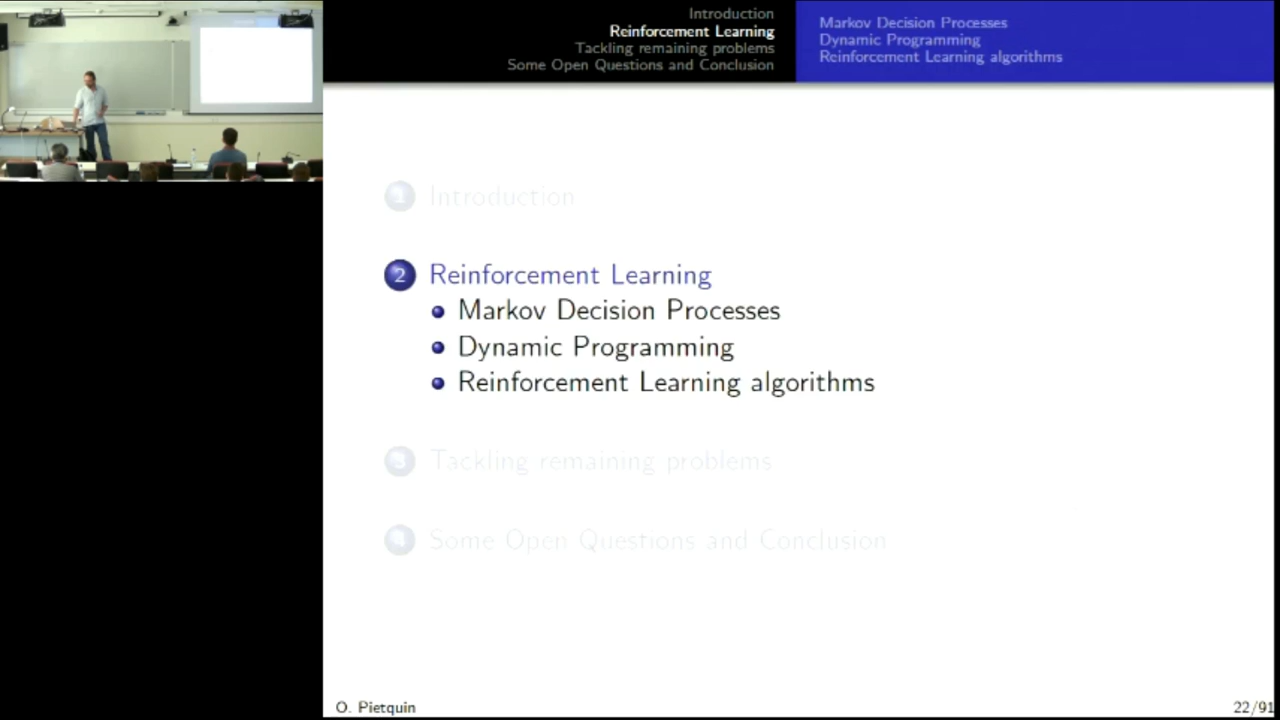 Introduction
Reinforcement Learning
Tackling remaining problems
Some Open Questions and Conclusion
Markov Decision Processes
Dynamic Programming
Reinforcement Learning algorithms
1 Introduction
2 Reinforcement Learning
Markov Decision Processes
Dynamic Programming
Reinforcement Learning algorithms
3 Tackling remaining problems
4 Some Open Questions and Conclusion
O. Pietquin
22/91